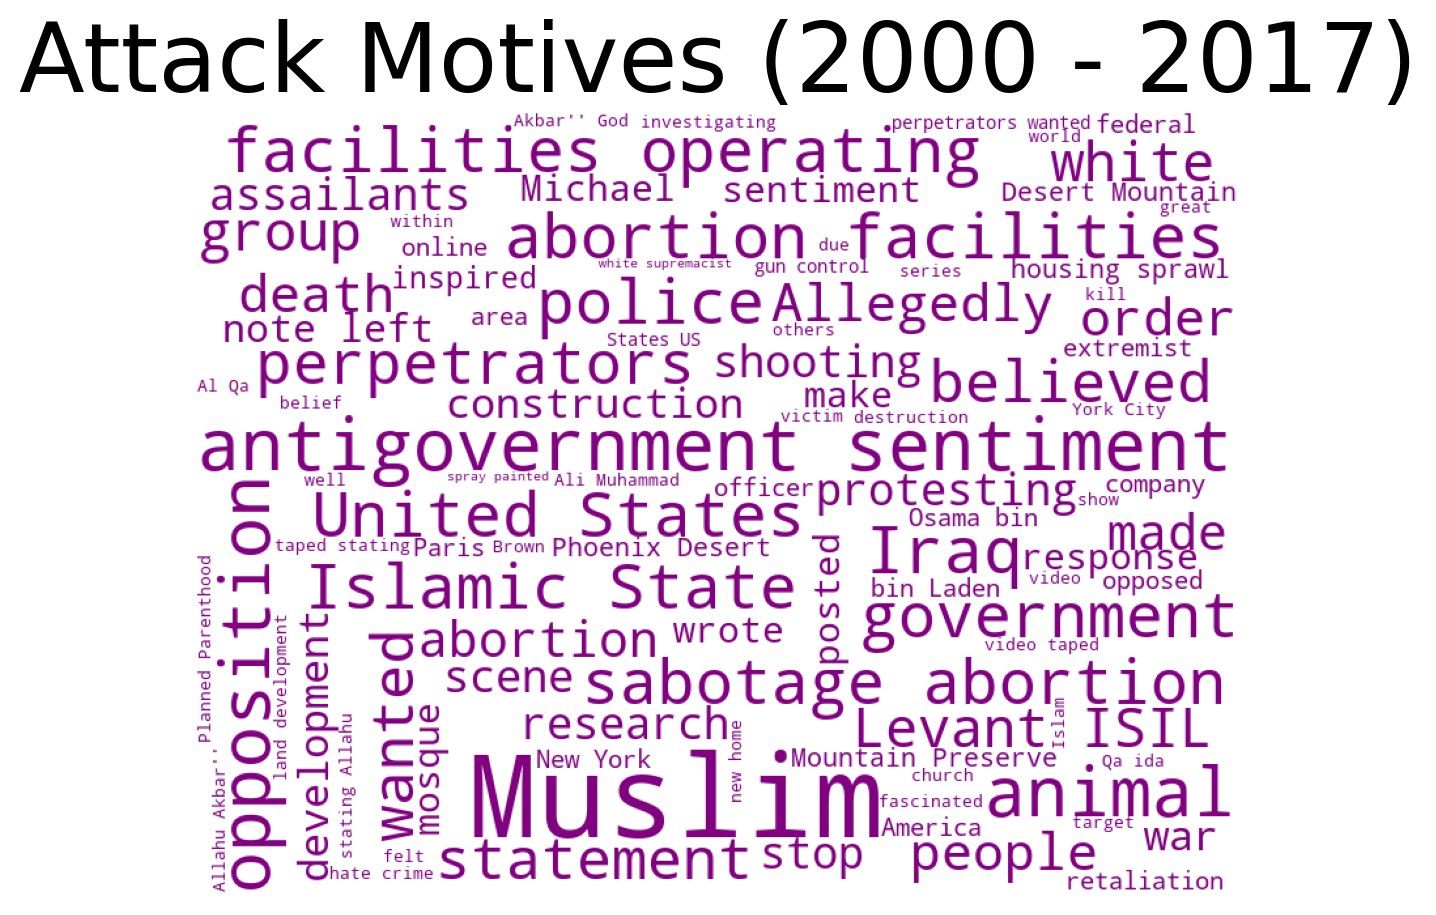 Attack Motives (2000 - 2017)
Akbar'' God investigating perpetrators wanted federal
world
facilities operating white
assailants Michael sentiment Desert Mountain
great
group within abortion facilities
online due
white supremacist gun control series housing sprawl
inspired
death police Allegedly kill order
note left area others
States US
perpetrators shooting believed extremist
Al Qa
belief construction make York City
victim destruction
antigovernment sentiment
well spray painted Ali Muhammad officer protesting company
show
United States Osama bin made
taped stating Paris Brown Phoenix Desert Iraq response
video opposed
Islamic State posted bin Laden
government
opposition
Planned Parenthood
land development
development
wanted
abortion wrote video taped
scene sabotage abortion
mosque
research Levant Islam ISIL
stating Allahu
new home
New York Mountain Preserve Qa ida
church
Muslim fascinated animal
Allahu Akbar''
America target war
felt
hate crime statement stop people
retaliation